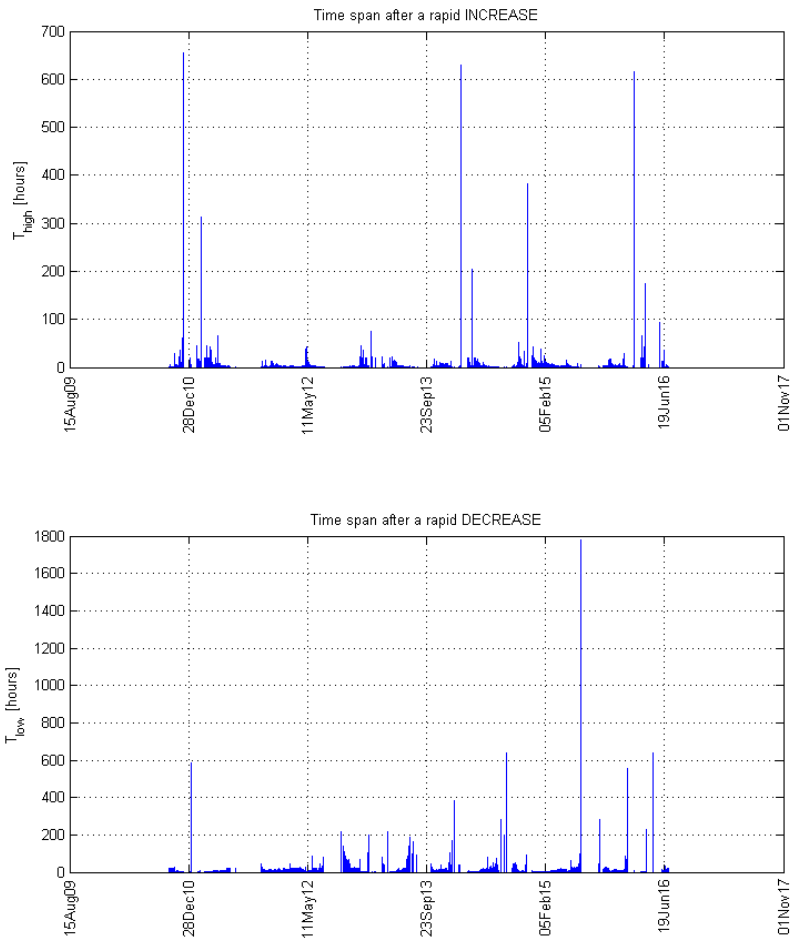 Time span after a rapid INCREASE
T_high [hours]
700
600
500
400
300
200
100
0
15Aug09
28Dec10
11May12
23Sep13
05Feb15
19Jun16
01Nov17
Time span after a rapid DECREASE
T_low [hours]
1800
1600
1400
1200
1000
800
600
400
200
0
15Aug09
28Dec10
11May12
23Sep13
05Feb15
19Jun16
01Nov17